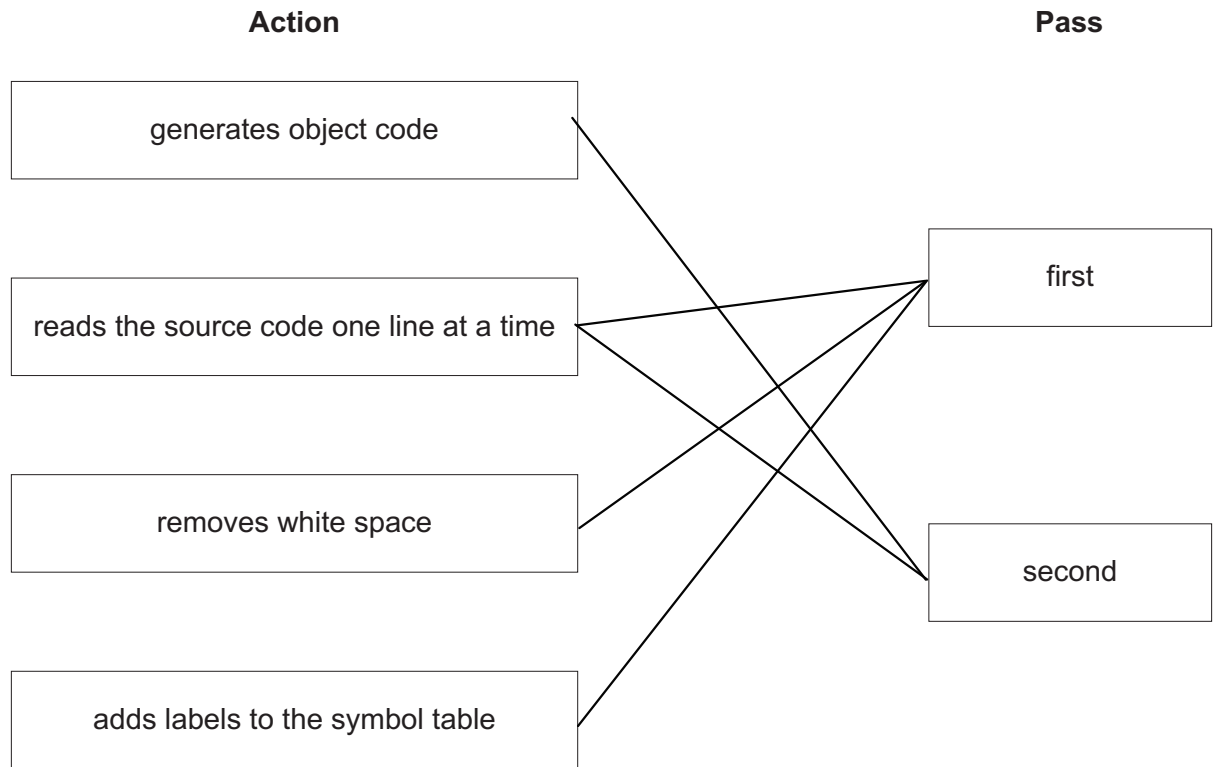 Action
Pass
generates object code
first
reads the source code one line at a time
removes white space
second
adds labels to the symbol table